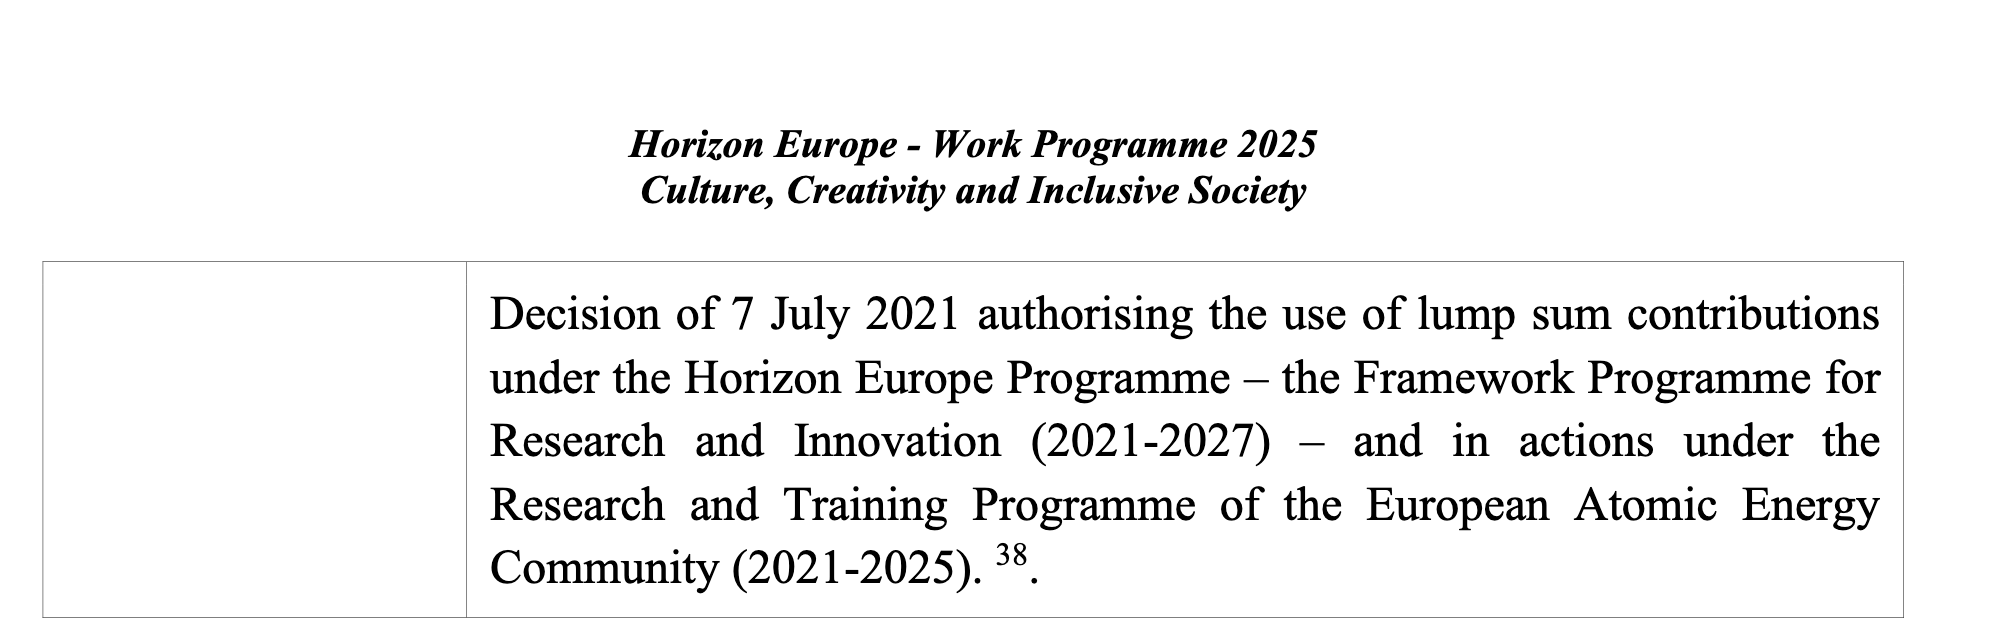 Horizon Europe - Work Programme 2025
Culture, Creativity and Inclusive Society
Decision of 7 July 2021 authorising the use of lump sum contributions
under the Horizon Europe Programme – the Framework Programme for
Research and Innovation (2021-2027) – and in actions under the
Research and Training Programme of the European Atomic Energy
Community (2021-2025). 38.